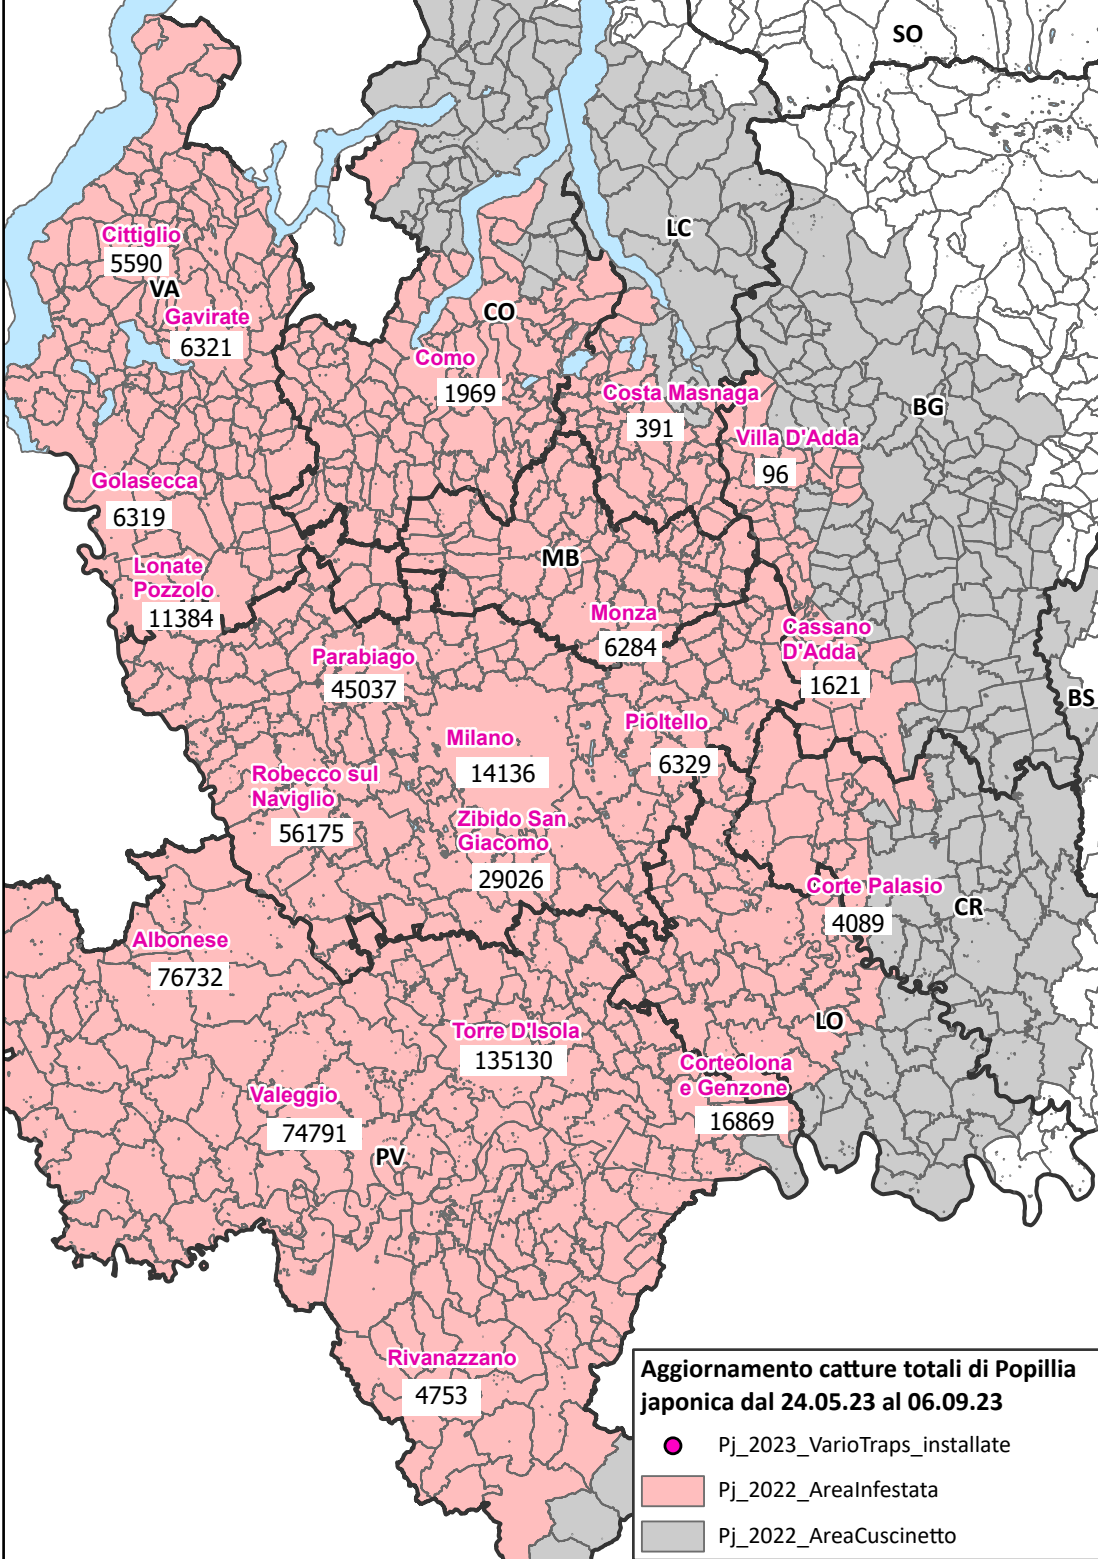 SO
LC
Cittiglio
5590
VA
Gavirate
6321
CO
Como
1969
Costa Masnaga
391
BG
Villa D'Adda
96
Golasecca
6319
Lonate
Pozzolo
11384
MB
Monza
6284
Cassano
D'Adda
1621
Parabiago
45037
BS
Pioltello
6329
Milano
14136
Robecco sul
Naviglio
56175
Zibido San
Giacomo
29026
Corte Palasio
4089
CR
Albonese
76732
LO
Torre D'Isola
135130
Corteolona
e Genzone
16869
Valeggio
74791
PV
Rivanazzano
4753
Aggiornamento catture totali di Popillia
japonica dal 24.05.23 al 06.09.23
Pj_2023_VarioTraps_installate
Pj_2022_AreaInfestata
Pj_2022_AreaCuscinetto